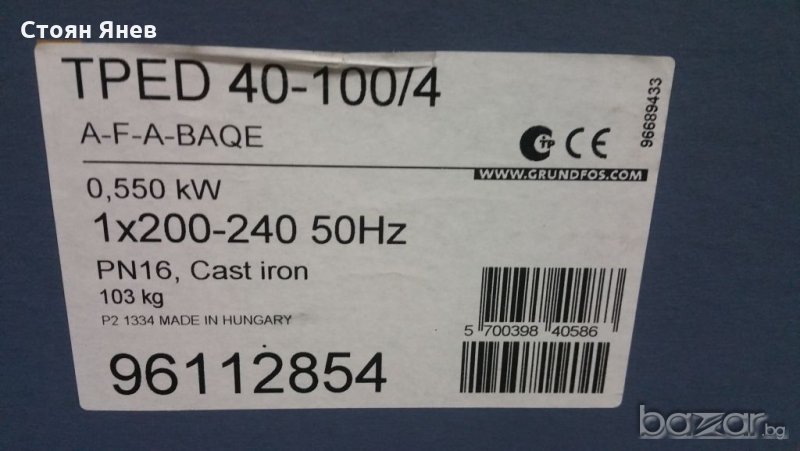 Стоян Янев
TPED 40-100/4
A-F-A-BAQE
96689433
CE
WWW.GRUNDFOS.COM
0,550 kW
1x200-240 50Hz
PN16, Cast iron
103 kg
P2 1334 MADE IN HUNGARY
5 700398 40586
96112854
bazar.bg